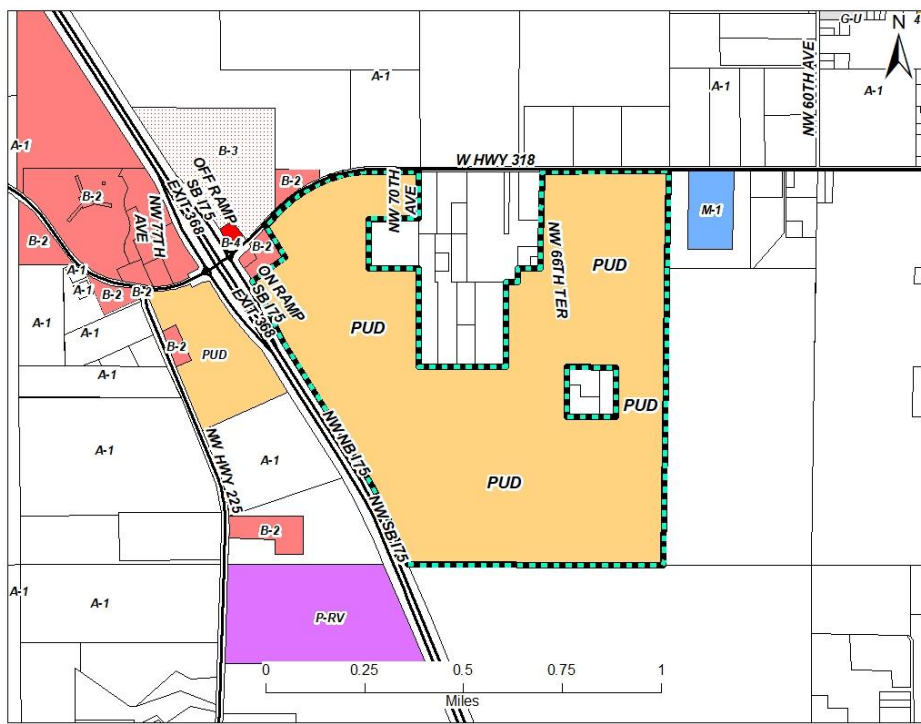 G-U
4
N
A-1
A-1
NW 60TH AVE
A-1
B-3
A-1
W HWY 318
OFF RAMP
SB I75
EXIT-368
B-2
NW 70TH
AVE
B-2
NW 77TH
AVE
M-1
B-4
B-2
B-2
NW 66TH TER
PUD
A-1
A-1
B-2
B-2
ON RAMP
SB I75
EXIT-368
A-1
A-1
PUD
B-2
PUD
A-1
PUD
NW NB I75
A-1
A-1
NW HWY 225
PUD
B-2
NW SB I75
A-1
A-1
P-RV
0
0.25
0.5
0.75
1
Miles